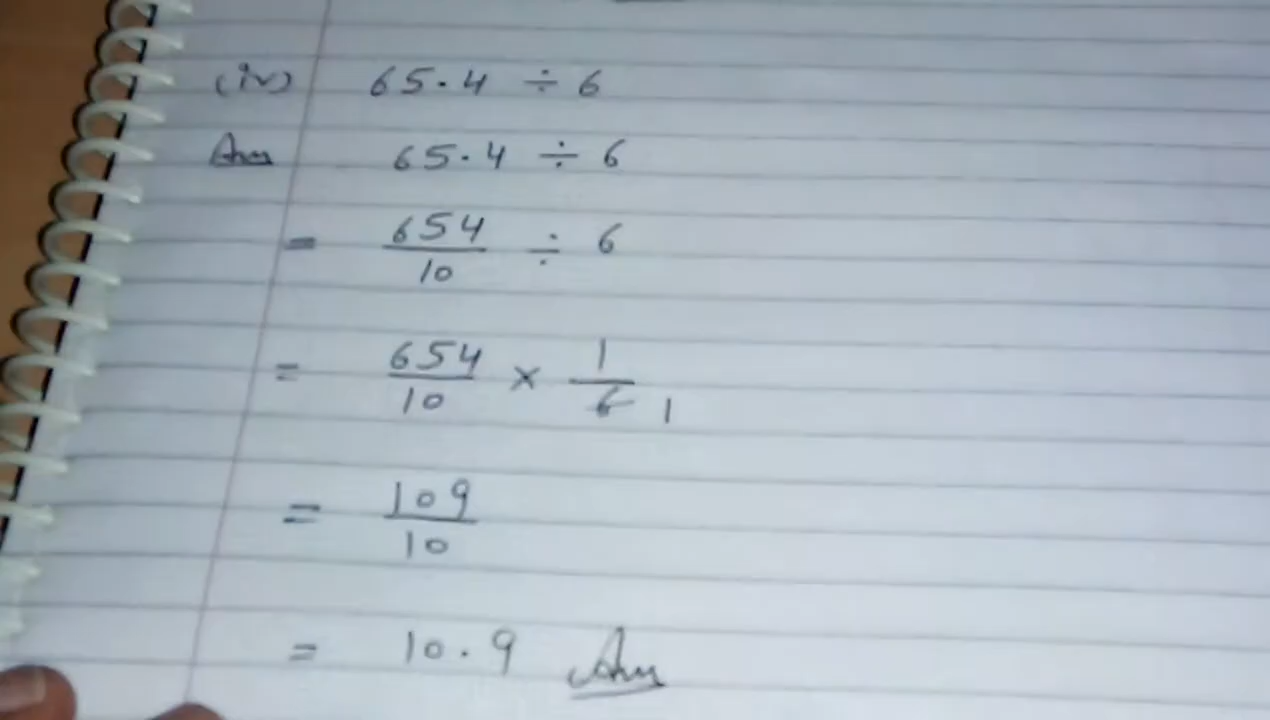 (iv) 65.4 ÷ 6
Ans 65.4 ÷ 6
= 654/10 ÷ 6
= 654/10 × 1/6 1
= 109/10
= 10.9 Ans